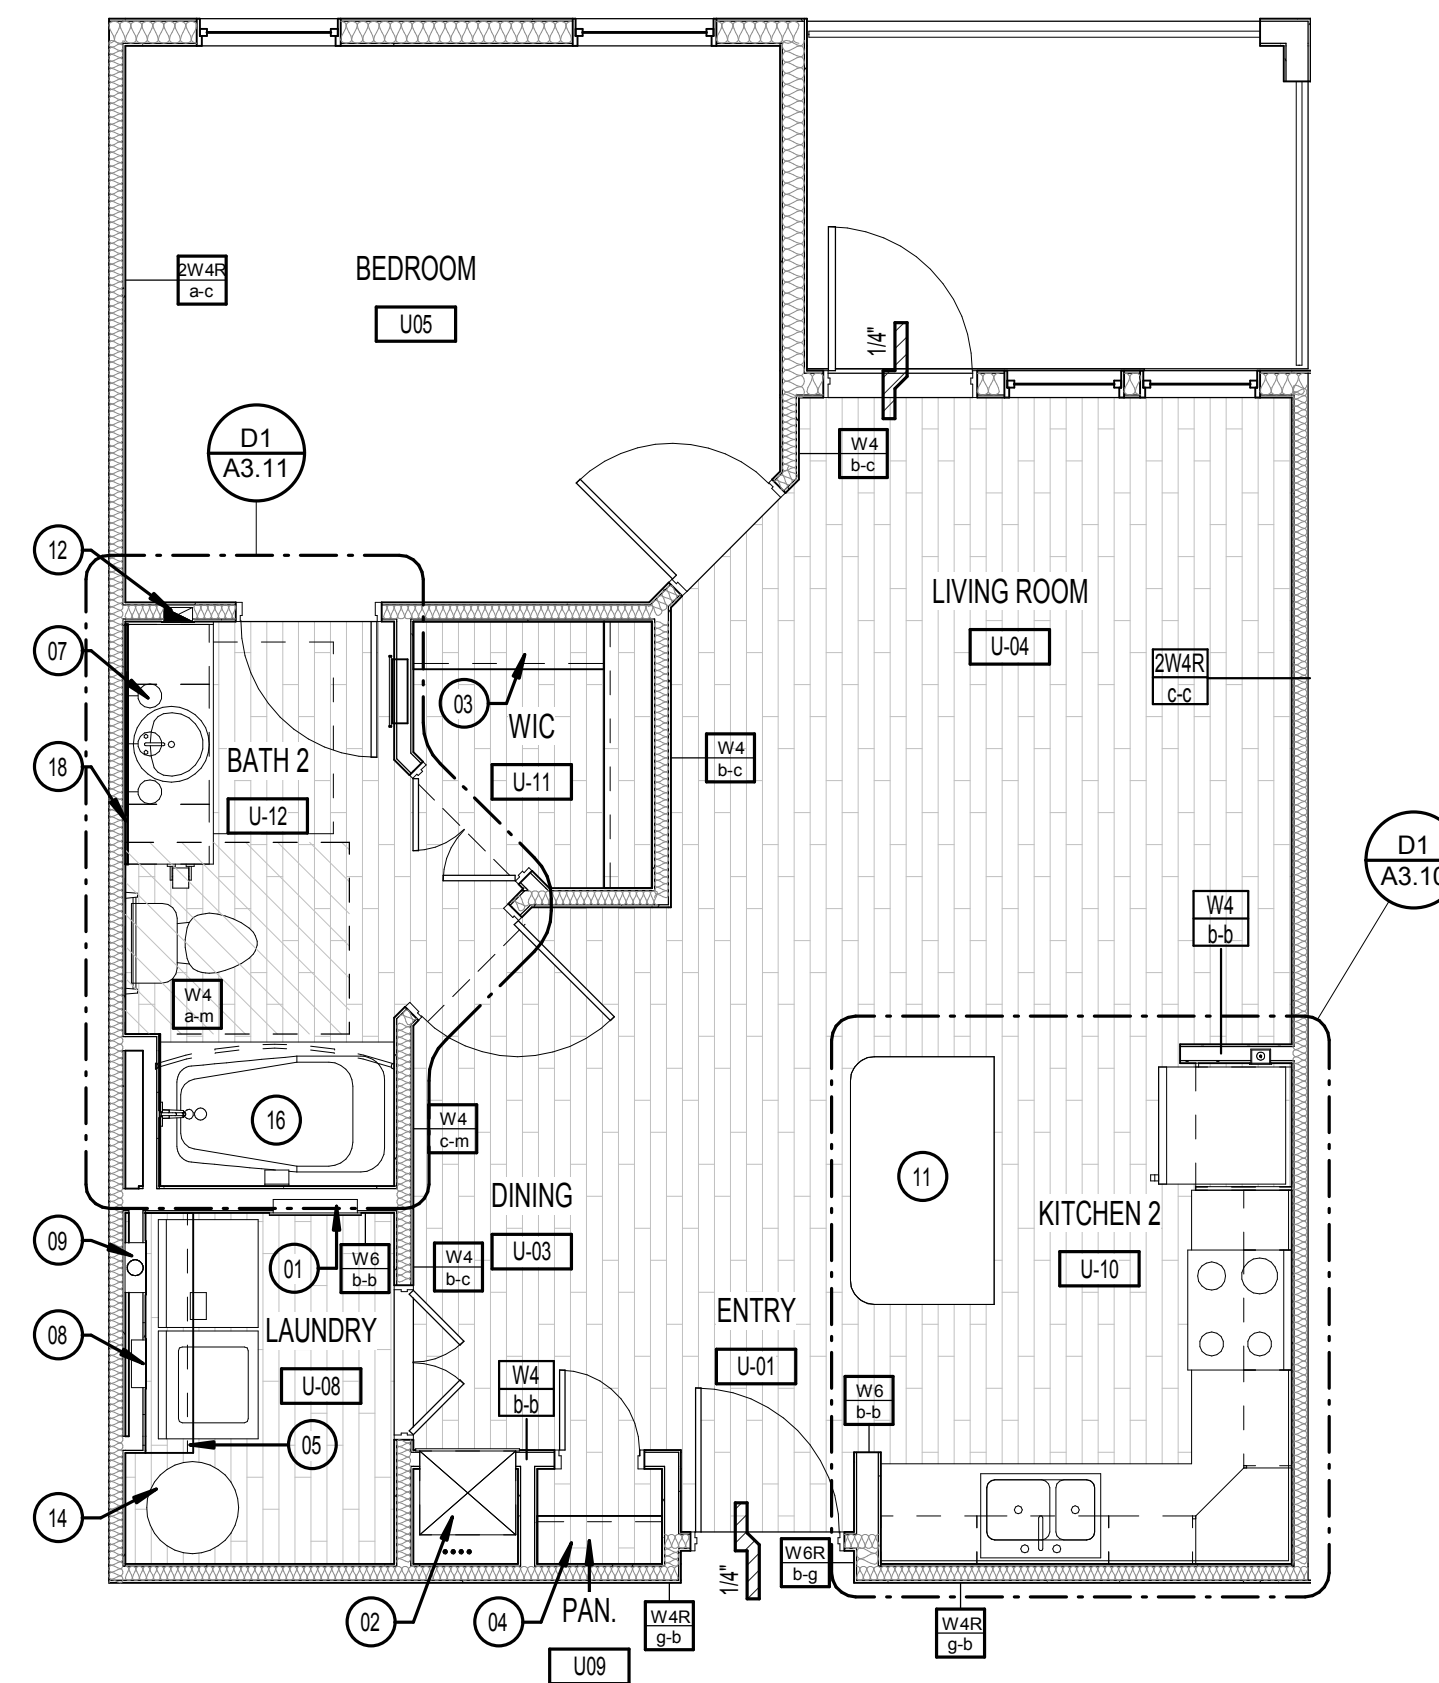 2W4R
a-c
BEDROOM
U05
1/4"
D1
A3.11
W4
b-c
12
LIVING ROOM
U-04
07
2W4R
c-c
03
WIC
W4
b-c
18
BATH 2
U-11
U-12
D1
A3.10
W4
b-b
W4
a-m
16
W4
c-m
11
DINING
KITCHEN 2
09
U-03
01
W6
b-b
W4
b-c
U-10
ENTRY
08
LAUNDRY
U-01
U-08
W4
b-b
W6
b-b
05
14
W6R
b-g
1/4"
02
04
PAN.
W4R
g-b
W4R
g-b
U09